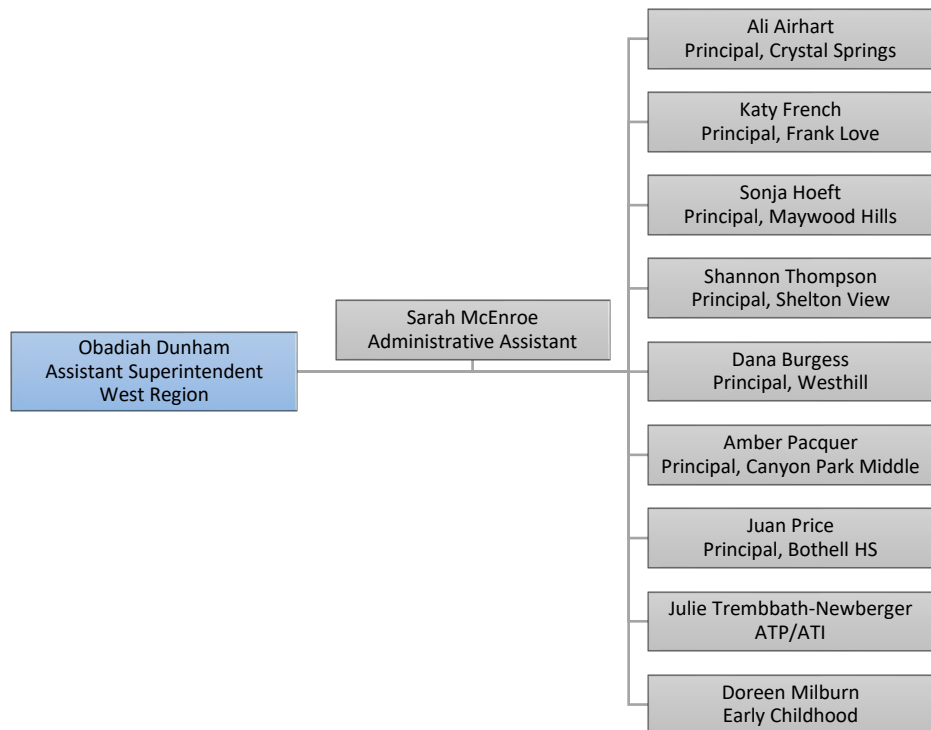 Ali Airhart
Principal, Crystal Springs
Katy French
Principal, Frank Love
Sonja Hoeft
Principal, Maywood Hills
Shannon Thompson
Principal, Shelton View
Sarah McEnroe
Administrative Assistant
Obadiah Dunham
Assistant Superintendent
West Region
Dana Burgess
Principal, Westhill
Amber Pacquer
Principal, Canyon Park Middle
Juan Price
Principal, Bothell HS
Julie Trembbath-Newberger
ATP/ATI
Doreen Milburn
Early Childhood